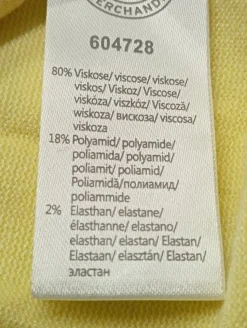 ERCHAND
604728
80% Viskose/ viscose/ viskose/
viskos/ Viskoz/ Viscose/
viskóza/ viszkóz/ Viscoză/
wiskoza/ вискоза/ viscosa/
viskoza
18% Polyamid/ polyamide/
poliamida/ polyamid/
poliamit/ poliamid/
Poliamidă/полиамид/
poliammide
2% Elasthan/ elastane/
élasthanne/ elastano/
elasthan/ elastan/ Elastan/
Elastaan/ elasztán/ Elastan/
эластан